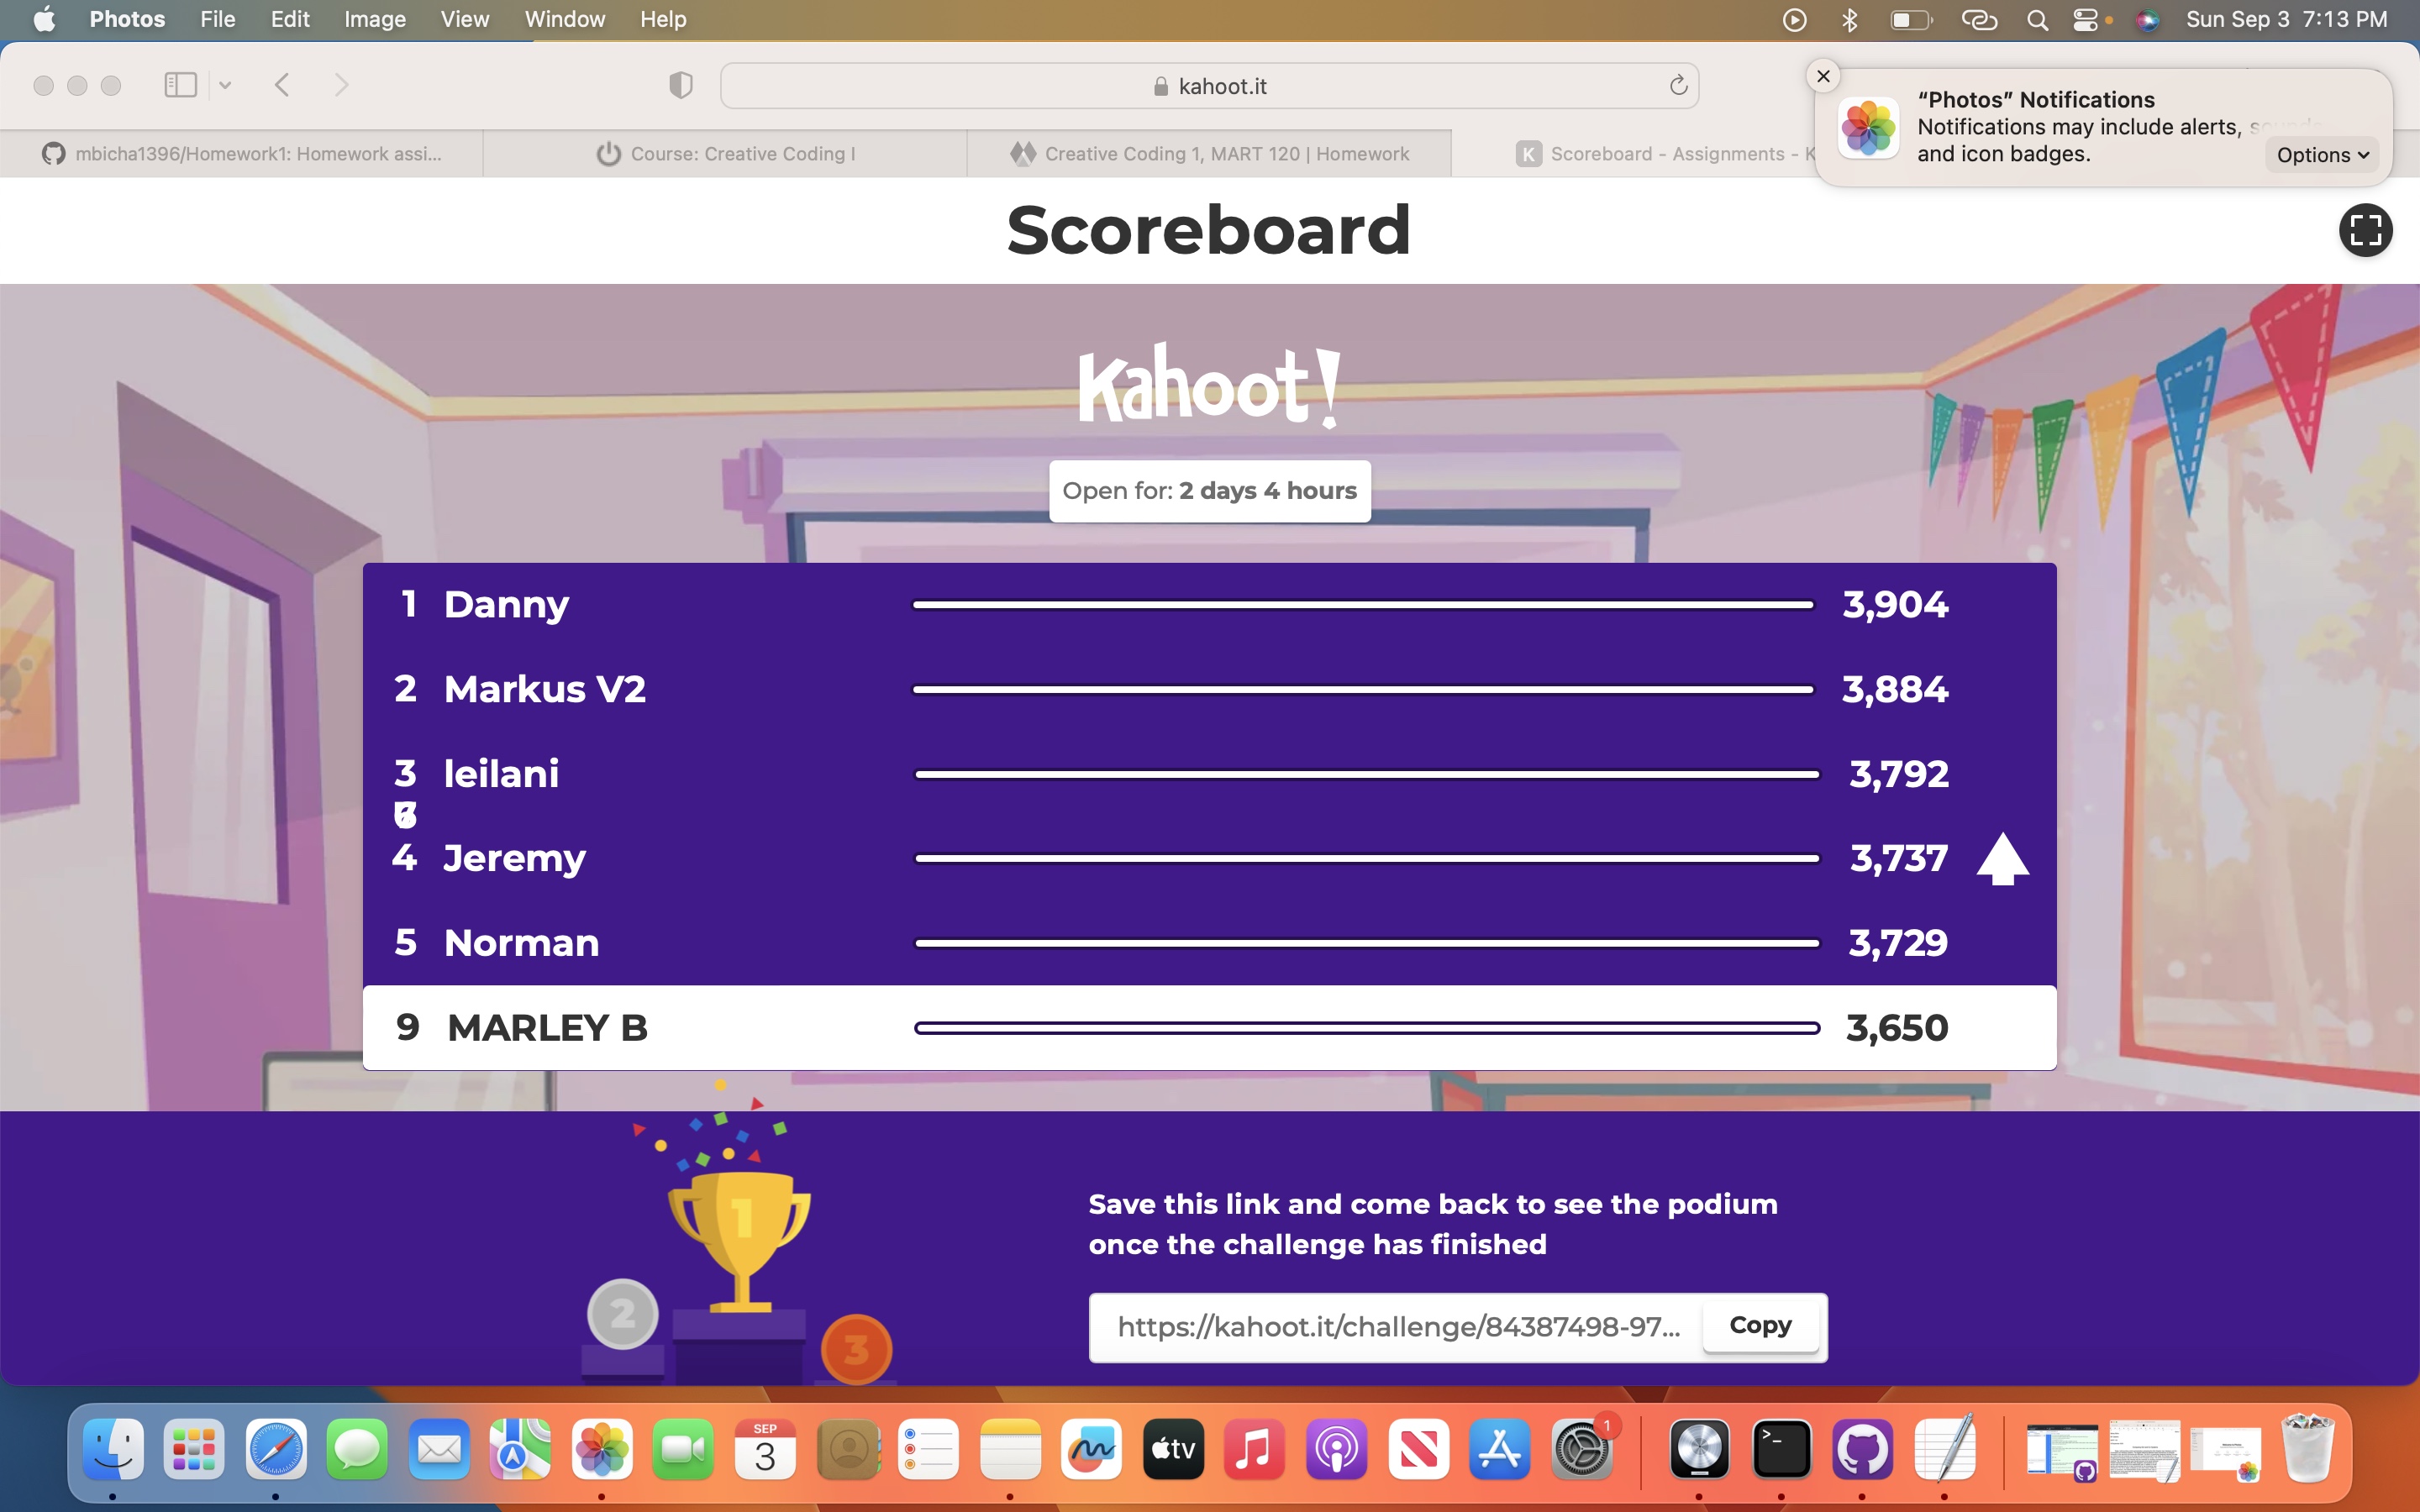 Photos File Edit Image View Window Help Sun Sep 3 7:13 PM
kahoot.it
"Photos" Notifications
Notifications may include alerts,
and icon badges.
Options
mbicha1396/Homework1: Homework assi...
Course: Creative Coding I
Creative Coding 1, MART 120 | Homework
K Scoreboard - Assignments - K
Scoreboard
Kahoot!
Open for: 2 days 4 hours
1 Danny 3,904
2 Markus V2 3,884
3 leilani 3,792
4 Jeremy 3,737
5 Norman 3,729
9 MARLEY B 3,650
1
2
3
Save this link and come back to see the podium
once the challenge has finished
https://kahoot.it/challenge/84387498-97...
Copy
SEP
3
tv
1
>_